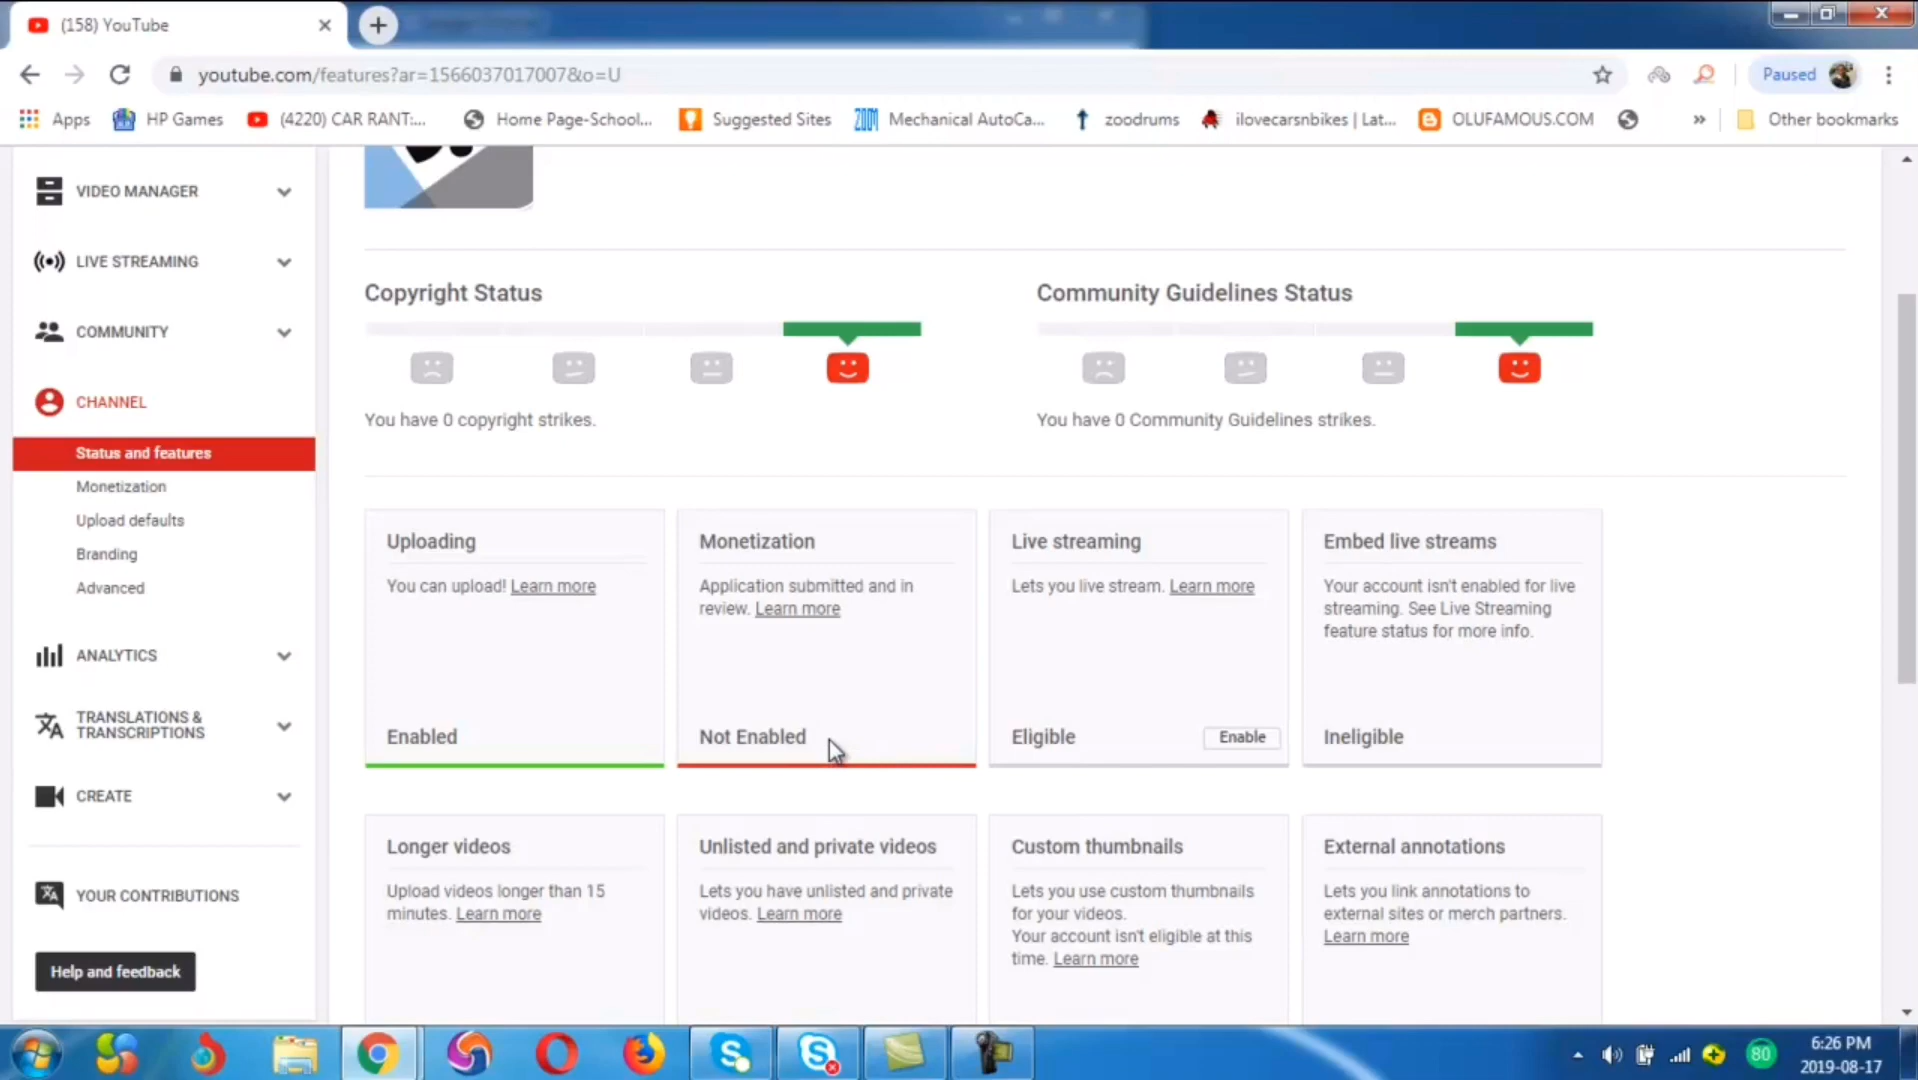 (158) YouTube
youtube.com/features?ar=1566037017007&o=U
Paused
Apps
HP Games
(4220) CAR RANT:...
Home Page-School...
Suggested Sites
ZOOM
Mechanical AutoCa...
zoodrums
ilovecarsnbikes | Lat...
OLUFAMOUS.COM
»
Other bookmarks
VIDEO MANAGER
LIVE STREAMING
COMMUNITY
CHANNEL
Status and features
Monetization
Upload defaults
Branding
Advanced
ANALYTICS
TRANSLATIONS &
TRANSCRIPTIONS
CREATE
YOUR CONTRIBUTIONS
Help and feedback
Copyright Status
You have 0 copyright strikes.
Community Guidelines Status
You have 0 Community Guidelines strikes.
Uploading
You can upload! Learn more
Enabled
Monetization
Application submitted and in
review. Learn more
Not Enabled
Live streaming
Lets you live stream. Learn more
Eligible
Enable
Embed live streams
Your account isn't enabled for live
streaming. See Live Streaming
feature status for more info.
Ineligible
Longer videos
Upload videos longer than 15
minutes. Learn more
Unlisted and private videos
Lets you have unlisted and private
videos. Learn more
Custom thumbnails
Lets you use custom thumbnails
for your videos.
Your account isn't eligible at this
time. Learn more
External annotations
Lets you link annotations to
external sites or merch partners.
Learn more
80
6:26 PM
2019-08-17